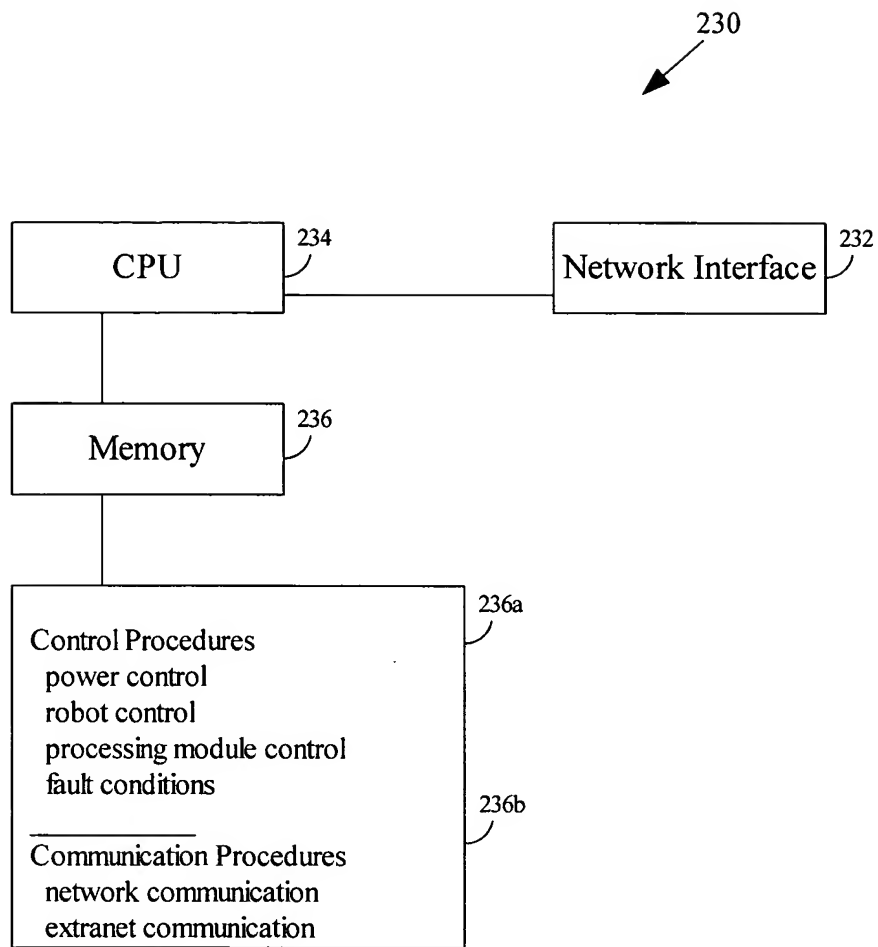 230
CPU
234
Network Interface
232
Memory
236
236a
Control Procedures
power control
robot control
processing module control
fault conditions
236b
Communication Procedures
network communication
extranet communication